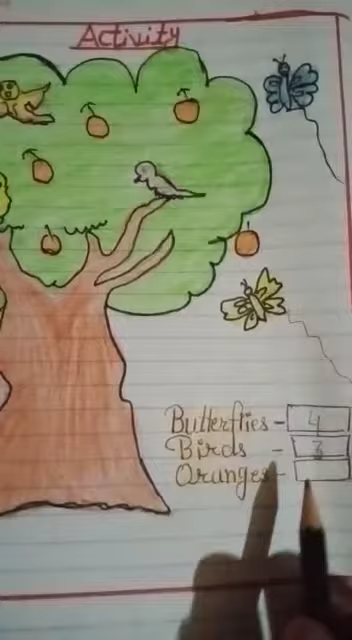 Activity
Butterflies - 4
Birds - 3
Oranges -